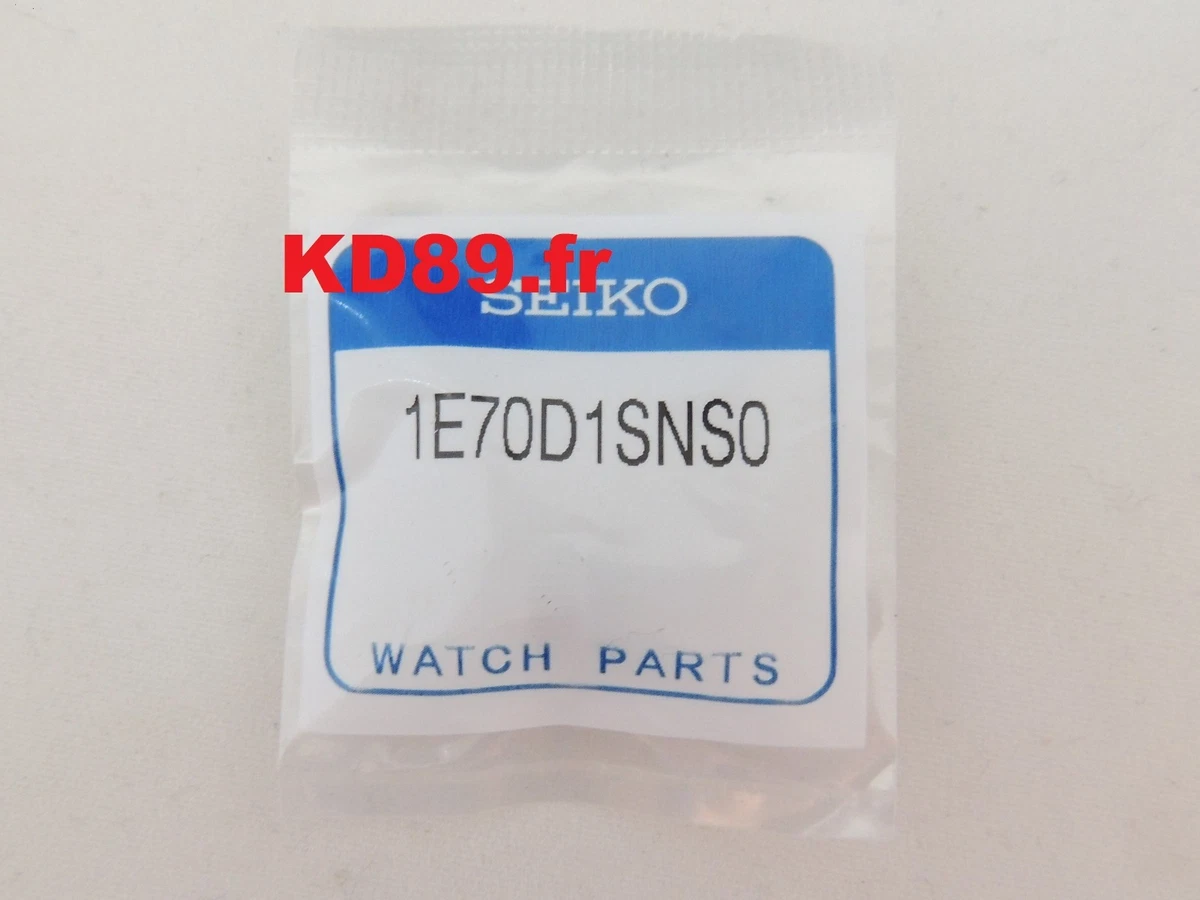 KD89.fr
SEIKO
1E70D1SNS0
WATCH PARTS